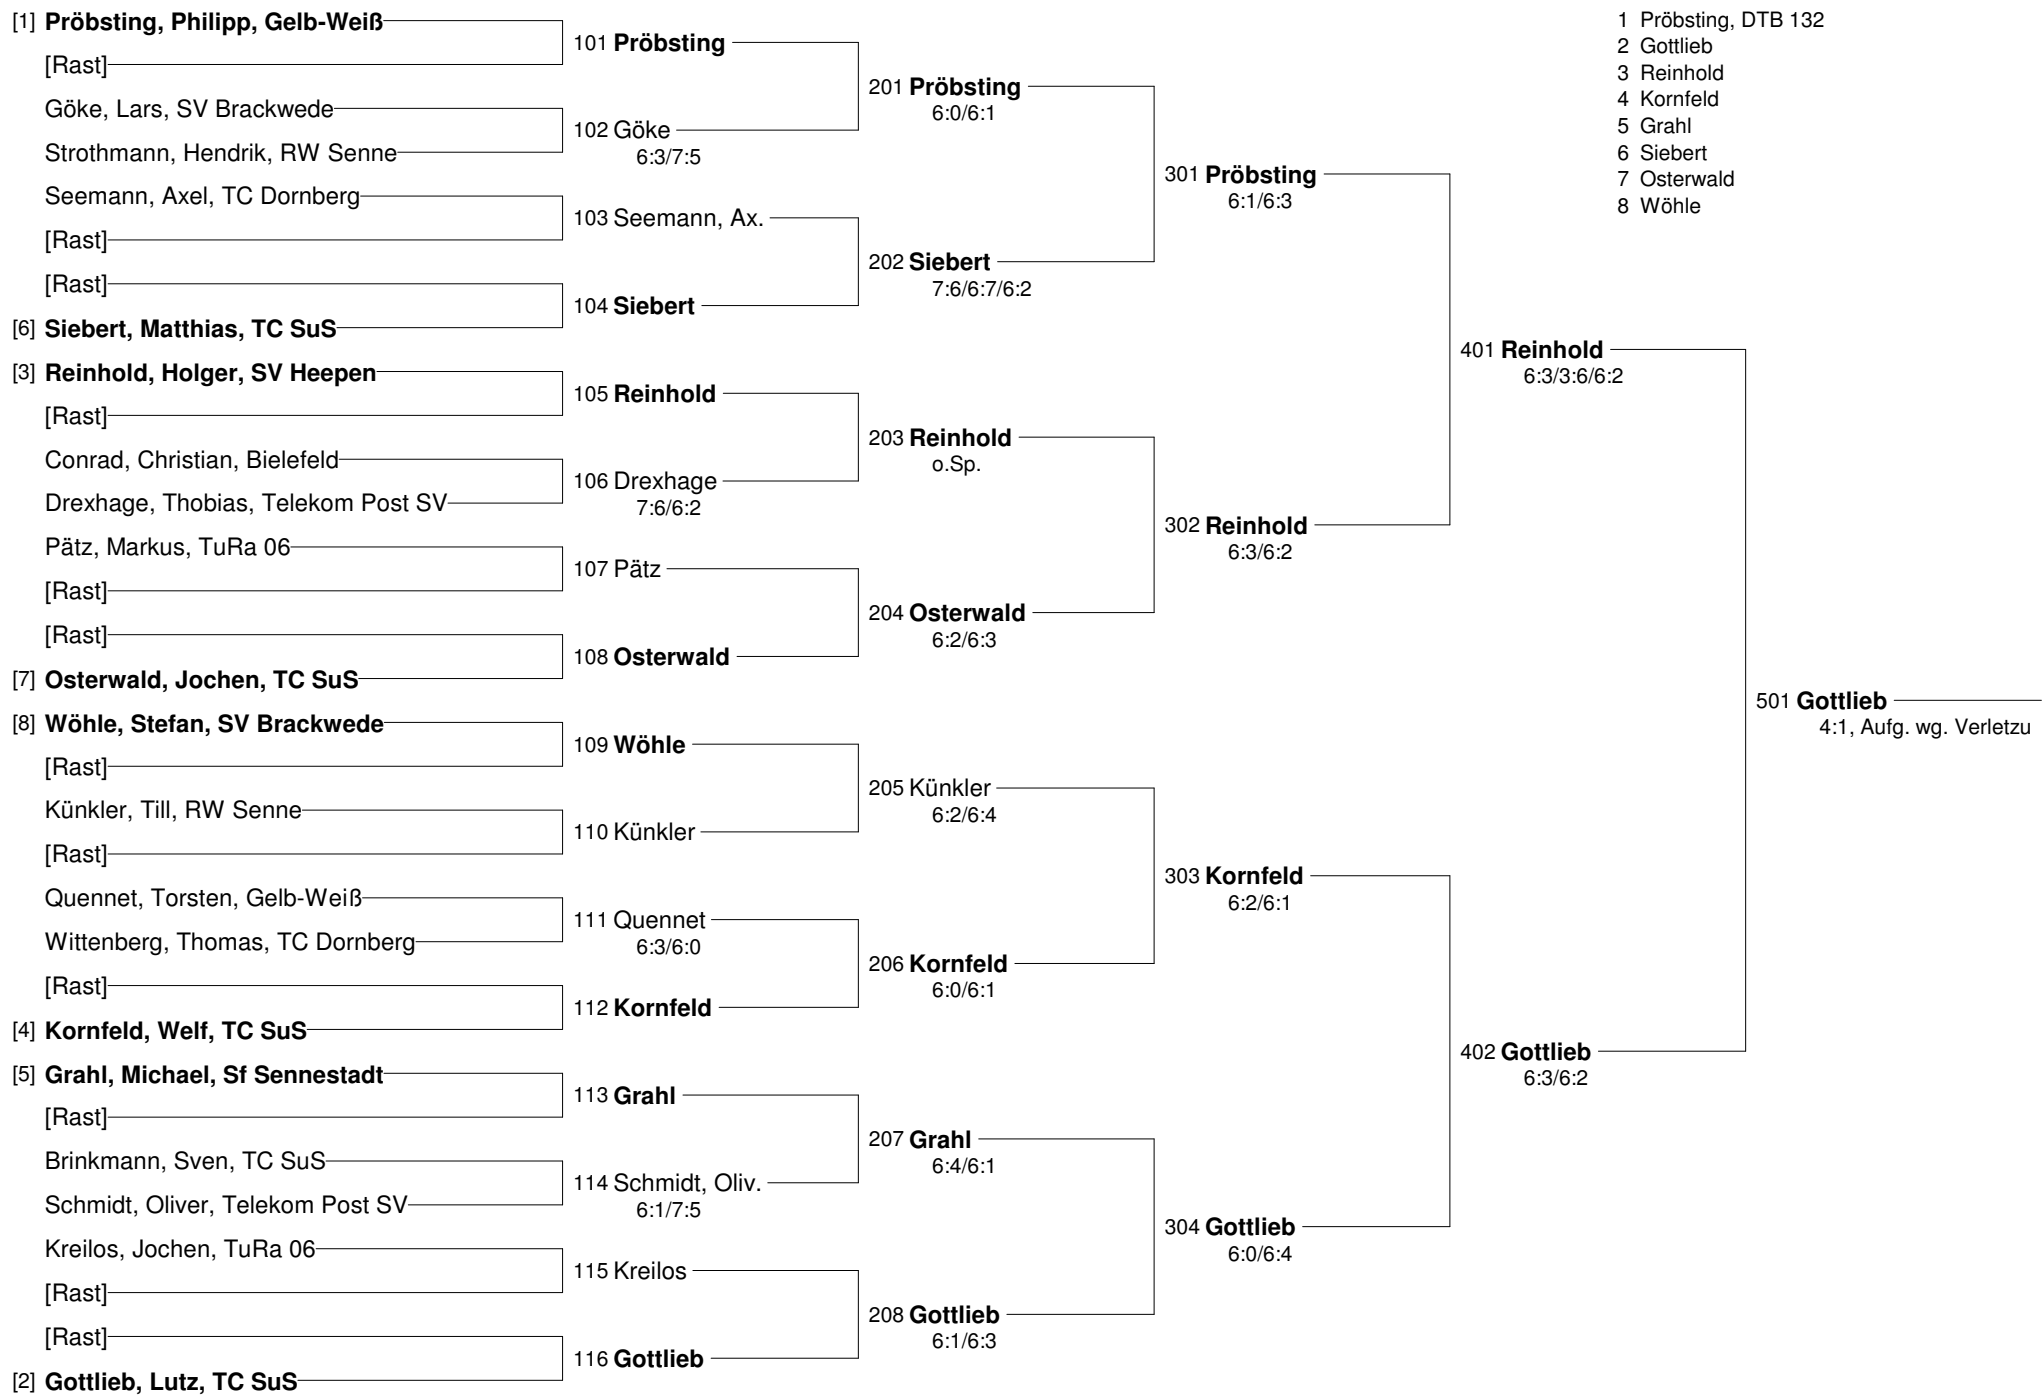 [1] Pröbsting, Philipp, Gelb-Weiß
[Rast]
Göke, Lars, SV Brackwede
Strothmann, Hendrik, RW Senne
Seemann, Axel, TC Dornberg
[Rast]
[Rast]
[6] Siebert, Matthias, TC SuS
[3] Reinhold, Holger, SV Heepen
[Rast]
Conrad, Christian, Bielefeld
Drexhage, Thobias, Telekom Post SV
Pätz, Markus, TuRa 06
[Rast]
[Rast]
[7] Osterwald, Jochen, TC SuS
[8] Wöhle, Stefan, SV Brackwede
[Rast]
Künkler, Till, RW Senne
[Rast]
Quennet, Torsten, Gelb-Weiß
Wittenberg, Thomas, TC Dornberg
[Rast]
[4] Kornfeld, Welf, TC SuS
[5] Grahl, Michael, Sf Sennestadt
[Rast]
Brinkmann, Sven, TC SuS
Schmidt, Oliver, Telekom Post SV
Kreilos, Jochen, TuRa 06
[Rast]
[Rast]
[2] Gottlieb, Lutz, TC SuS
101 Pröbsting
102 Göke
6:3/7:5
103 Seemann, Ax.
104 Siebert
105 Reinhold
106 Drexhage
7:6/6:2
107 Pätz
108 Osterwald
109 Wöhle
110 Künkler
111 Quennet
6:3/6:0
112 Kornfeld
113 Grahl
114 Schmidt, Oliv.
6:1/7:5
115 Kreilos
116 Gottlieb
201 Pröbsting
6:0/6:1
202 Siebert
7:6/6:7/6:2
203 Reinhold
o.Sp.
204 Osterwald
6:2/6:3
205 Künkler
6:2/6:4
206 Kornfeld
6:0/6:1
207 Grahl
6:4/6:1
208 Gottlieb
6:1/6:3
301 Pröbsting
6:1/6:3
302 Reinhold
6:3/6:2
303 Kornfeld
6:2/6:1
304 Gottlieb
6:0/6:4
401 Reinhold
6:3/3:6/6:2
402 Gottlieb
6:3/6:2
501 Gottlieb
4:1, Aufg. wg. Verletzu
1 Pröbsting, DTB 132
2 Gottlieb
3 Reinhold
4 Kornfeld
5 Grahl
6 Siebert
7 Osterwald
8 Wöhle